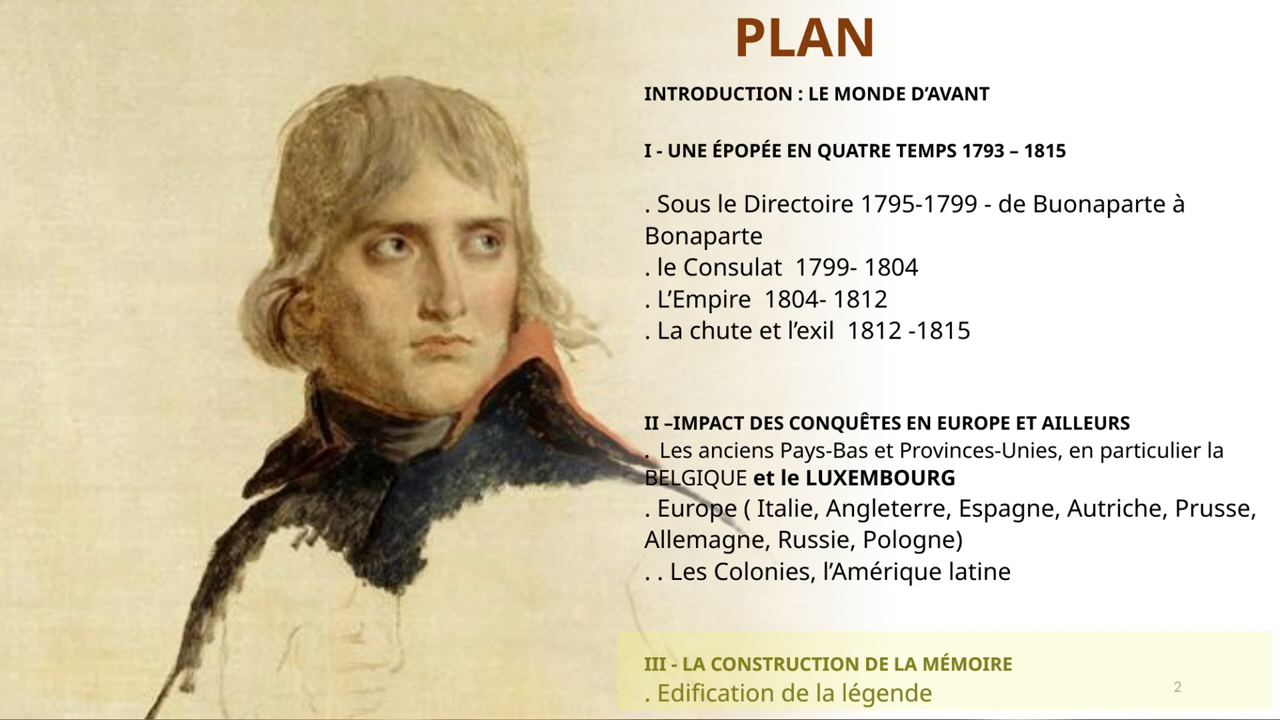 PLAN
INTRODUCTION : LE MONDE D’AVANT
I - UNE ÉPOPÉE EN QUATRE TEMPS 1793 – 1815
. Sous le Directoire 1795-1799 - de Buonaparte à
Bonaparte
. le Consulat  1799- 1804
. L’Empire  1804- 1812
. La chute et l’exil  1812 -1815
II –IMPACT DES CONQUÊTES EN EUROPE ET AILLEURS
.  Les anciens Pays-Bas et Provinces-Unies, en particulier la
BELGIQUE et le LUXEMBOURG
. Europe ( Italie, Angleterre, Espagne, Autriche, Prusse,
Allemagne, Russie, Pologne)
. . Les Colonies, l’Amérique latine
III - LA CONSTRUCTION DE LA MÉMOIRE
. Edification de la légende
2